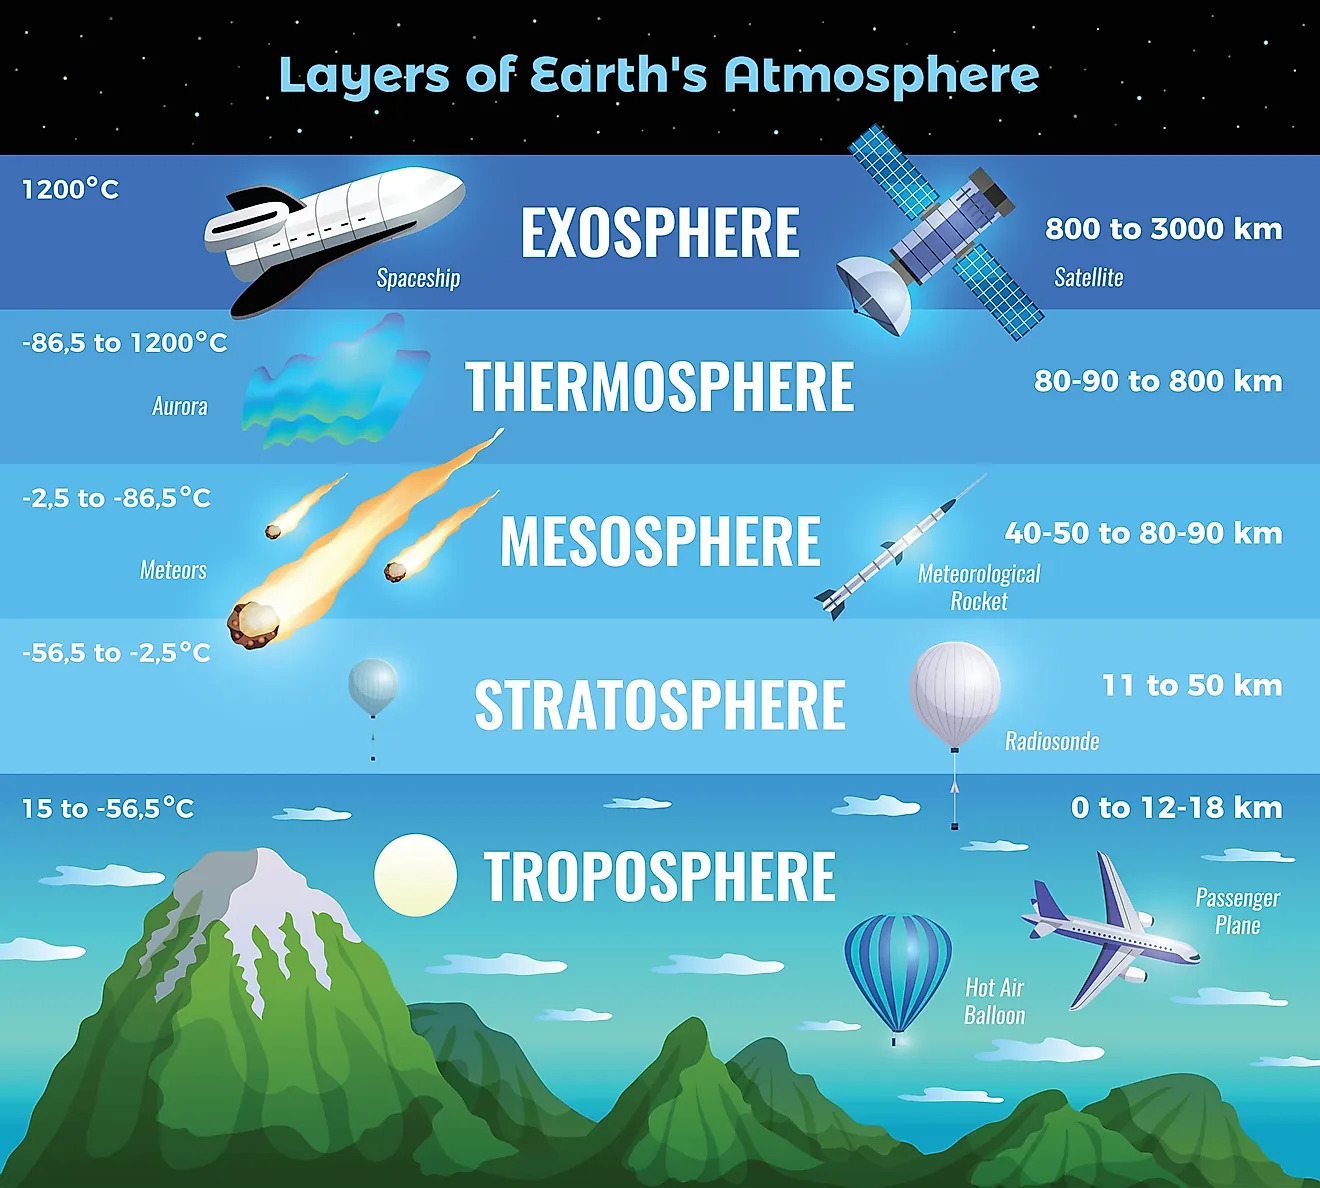 Layers of Earth's Atmosphere
1200°C
EXOSPHERE
800 to 3000 km
Spaceship
Satellite
-86,5 to 1200°C
THERMOSPHERE
80-90 to 800 km
Aurora
-2,5 to -86,5°C
MESOSPHERE
40-50 to 80-90 km
Meteors
Meteorological
Rocket
-56,5 to -2,5°C
STRATOSPHERE
11 to 50 km
Radiosonde
15 to -56,5°C
0 to 12-18 km
TROPOSPHERE
Passenger
Plane
Hot Air
Balloon